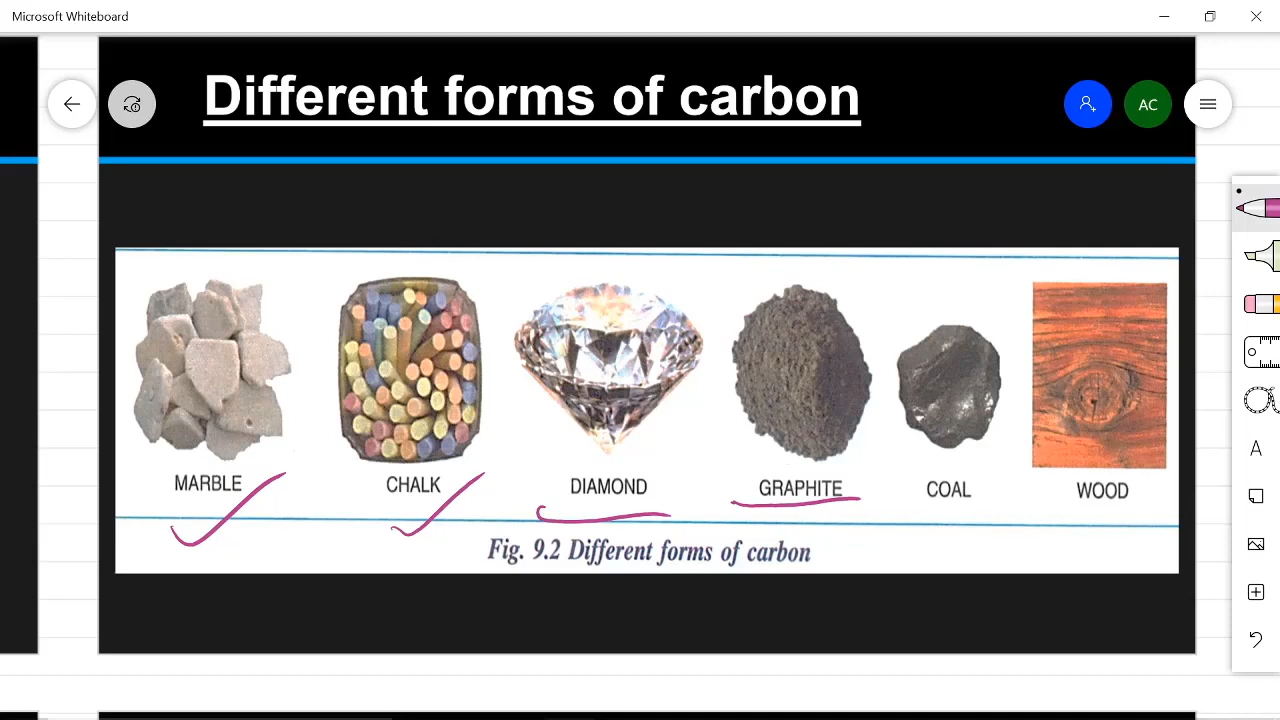 Microsoft Whiteboard
Different forms of carbon
AC
MARBLE CHALK DIAMOND GRAPHITE COAL WOOD
Fig. 9.2 Different forms of carbon
A